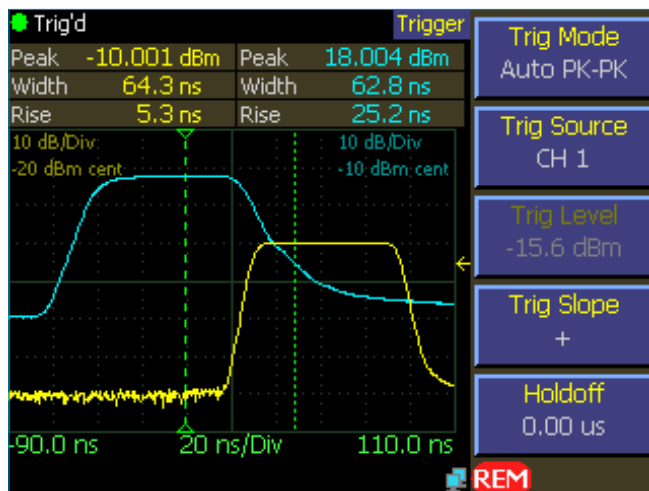 Trig'd
Trigger
Peak -10.001 dBm Peak 18.004 dBm
Width 64.3 ns Width 62.8 ns
Rise 5.3 ns Rise 25.2 ns
10 dB/Div 10 dB/Div
-20 dBm cent -10 dBm cent
-90.0 ns 20 ns/Div 110.0 ns
Trig Mode
Auto PK-PK
Trig Source
CH 1
Trig Level
-15.6 dBm
Trig Slope
+
Holdoff
0.00 us
REM